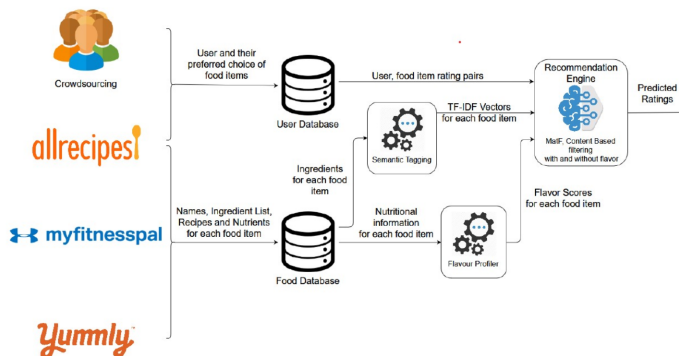 Crowdsourcing
User and their
preferred choice of
food items
User Database
User, food item rating pairs
Recommendation
Engine
MatF, Content Based
filtering
with and without flavor
Predicted
Ratings
TF-IDF Vectors
for each food item
Semantic Tagging
allrecipes
Ingredients
for each food
item
myfitnesspal
Names, Ingredient List,
Recipes and Nutrients
for each food item
Food Database
Nutritional
information
for each food item
Flavour Profiler
Flavor Scores
for each food item
Yummly